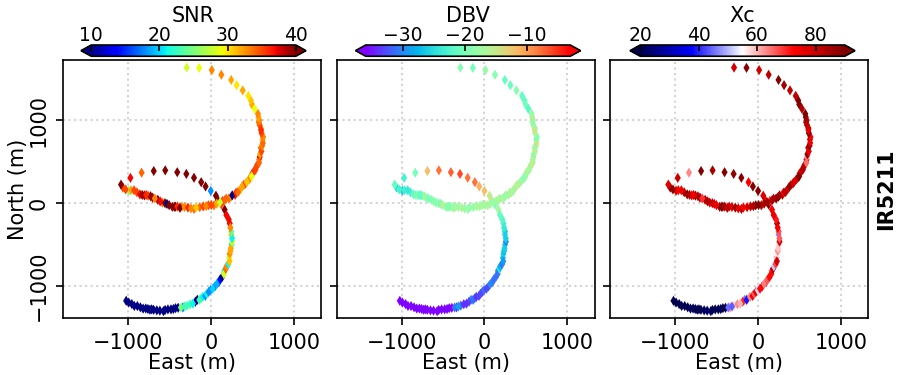 SNR DBV Xc
10 20 30 40 −30 −20 −10 20 40 60 80
North (m)
1000
0
−1000
−1000 0 1000 −1000 0 1000 −1000 0 1000
East (m) East (m) East (m)
IR5211